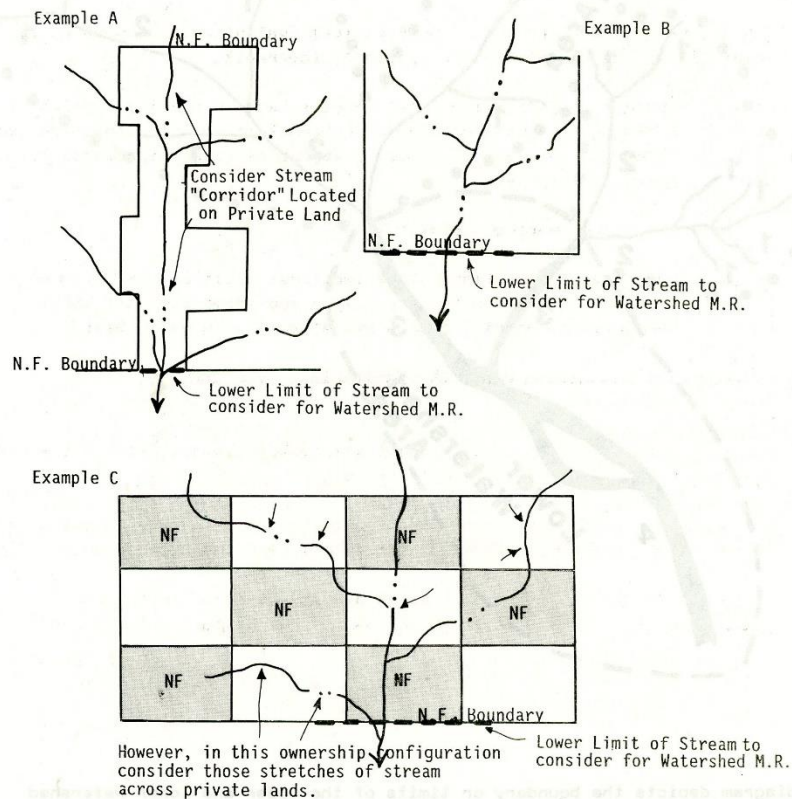 Example A
N.F. Boundary
Consider Stream
"Corridor" Located
on Private Land
N.F. Boundary
Lower Limit of Stream to
consider for Watershed M.R.
Example B
N.F. Boundary
Lower Limit of Stream to
consider for Watershed M.R.
Example C
NF
NF
NF
NF
NF
NF
N.F. Boundary
Lower Limit of Stream to
consider for Watershed M.R.
However, in this ownership configuration
consider those stretches of stream
across private lands.